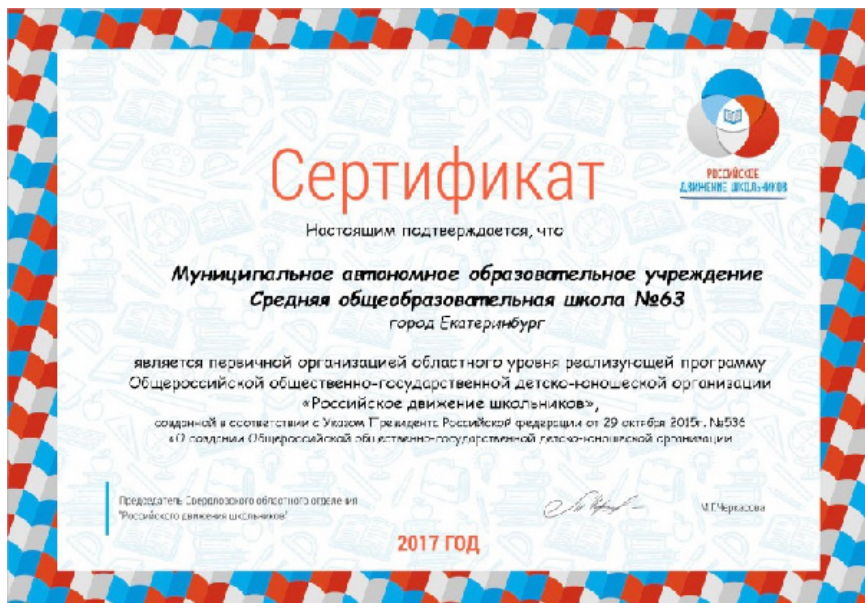 РОССИЙСКОЕ
ДВИЖЕНИЕ ШКОЛЬНИКОВ
Сертификат
Настоящим подтверждается, что
Муниципальное автономное образовательное учреждение
Средняя общеобразовательная школа №63
город Екатеринбург
является первичной организацией областного уровня реализующей программу
Общероссийской общественно-государственной детско-юношеской организации
«Российское движение школьников»,
созданной в соответствии с Указом Президента Российской федерации от 29 октября 2015г. №536
«О создании Общероссийской общественно-государственной детско-юношеской организации
Председатель Свердловского областного отделения
"Российского движения школьников"
М.Г.Черкасова
2017 ГОД